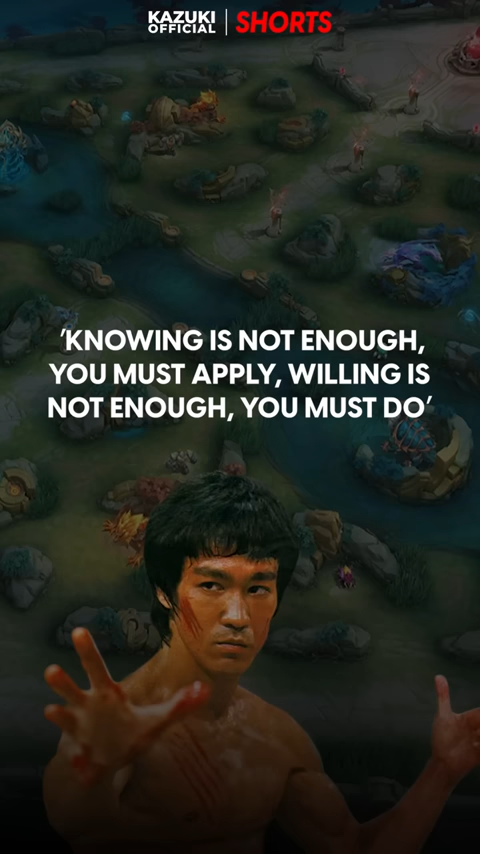 KAZUKI
OFFICIAL
SHORTS
'KNOWING IS NOT ENOUGH,
YOU MUST APPLY, WILLING IS
NOT ENOUGH, YOU MUST DO'